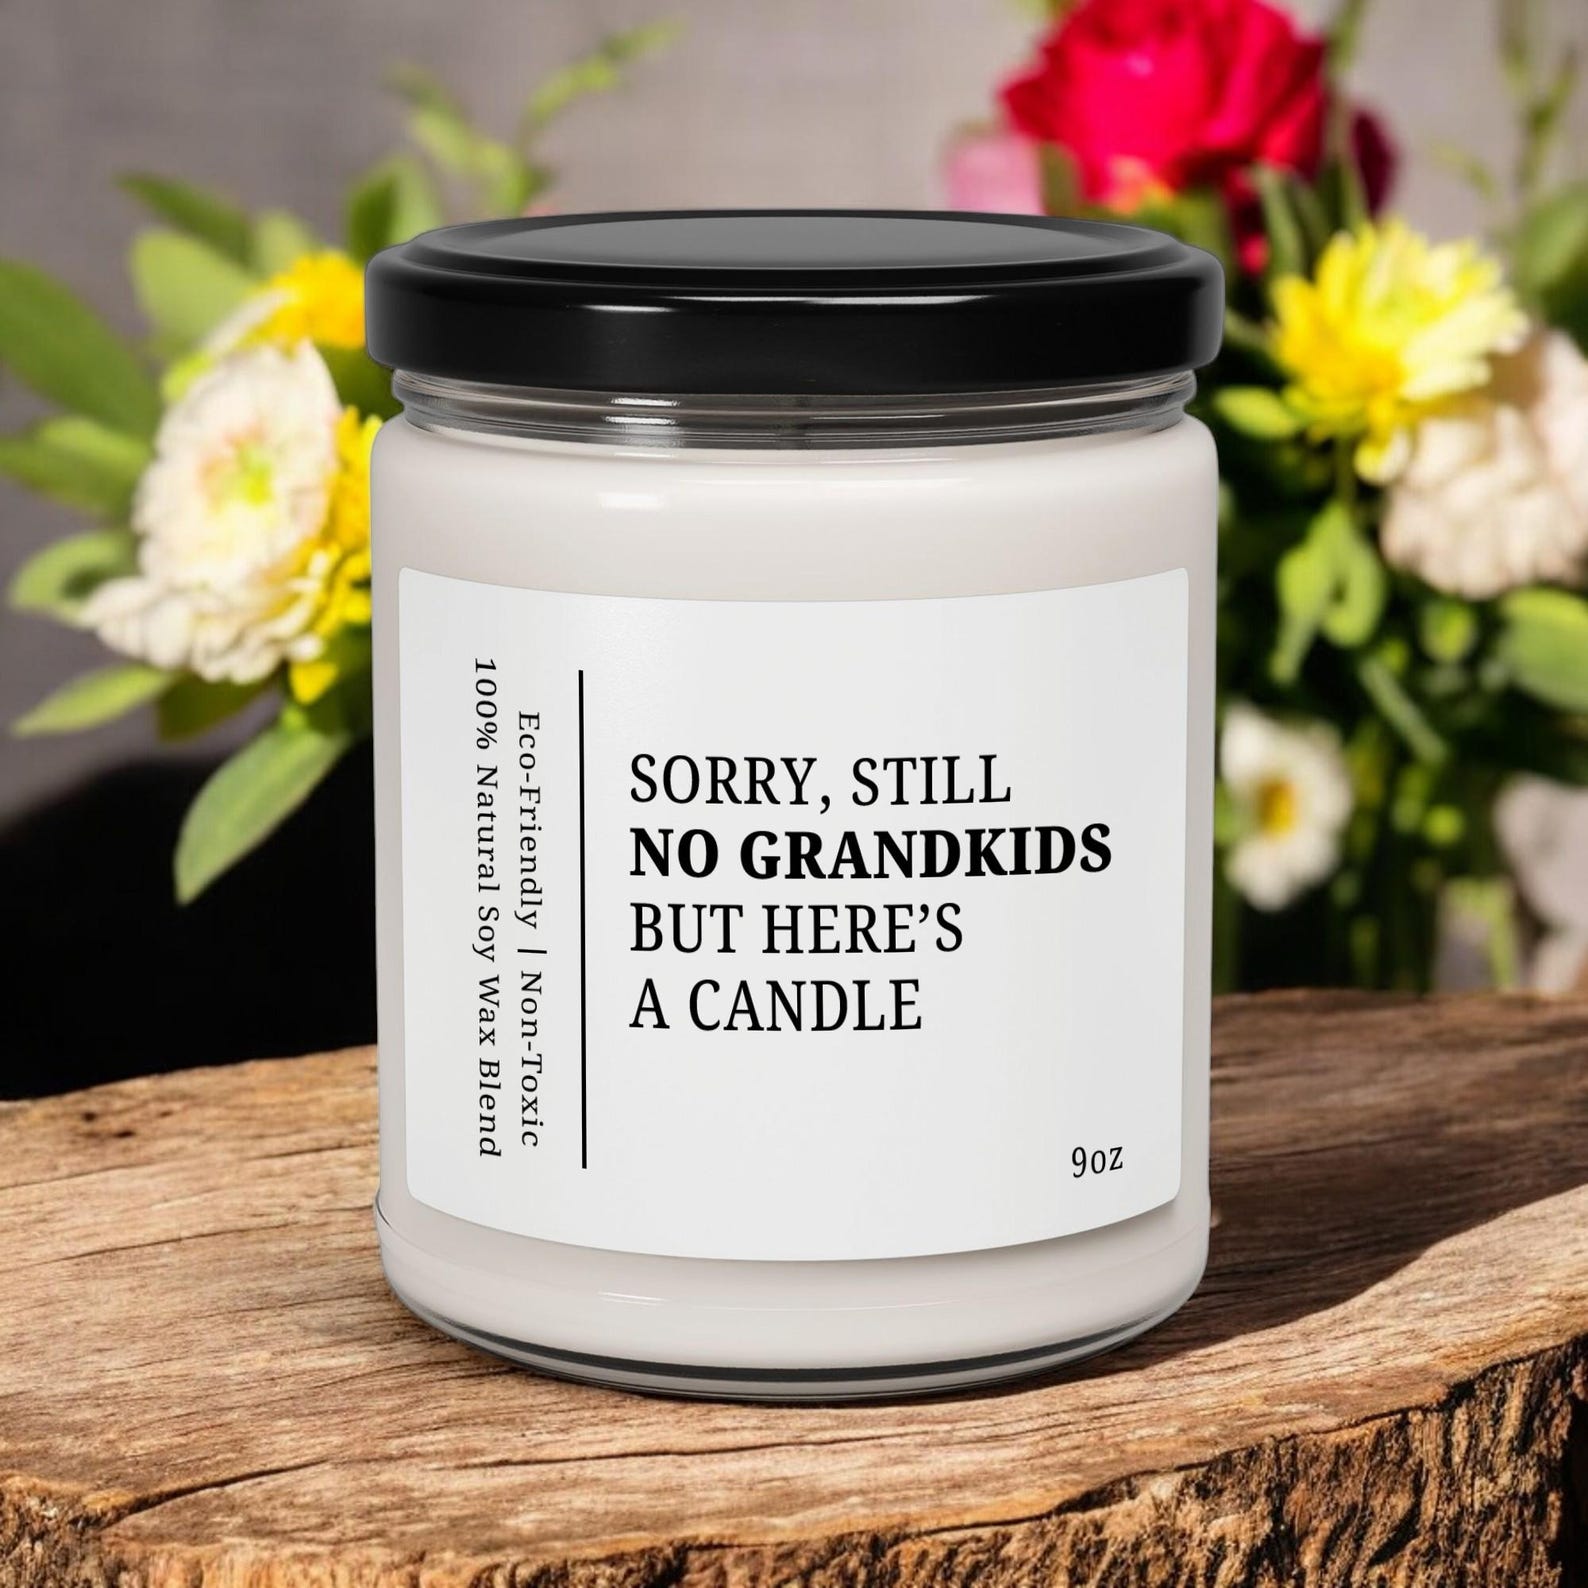 Eco-Friendly | Non-Toxic
100% Natural Soy Wax Blend
SORRY, STILL
NO GRANDKIDS
BUT HERE’S
A CANDLE
9oz